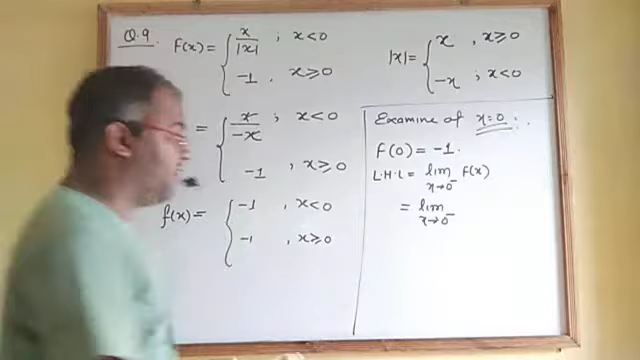 Q.9 F(x) = { x/|x| ; x<0
-1 , x≥0
= { x/-x ; x<0
-1 , x≥0
f(x) = { -1 , x<0
-1 , x≥0
|x| = { x , x≥0
-x ; x<0
Examine at x=0 :.
F(0) = -1.
L.H.L = lim x→0⁻ F(x)
= lim x→0⁻